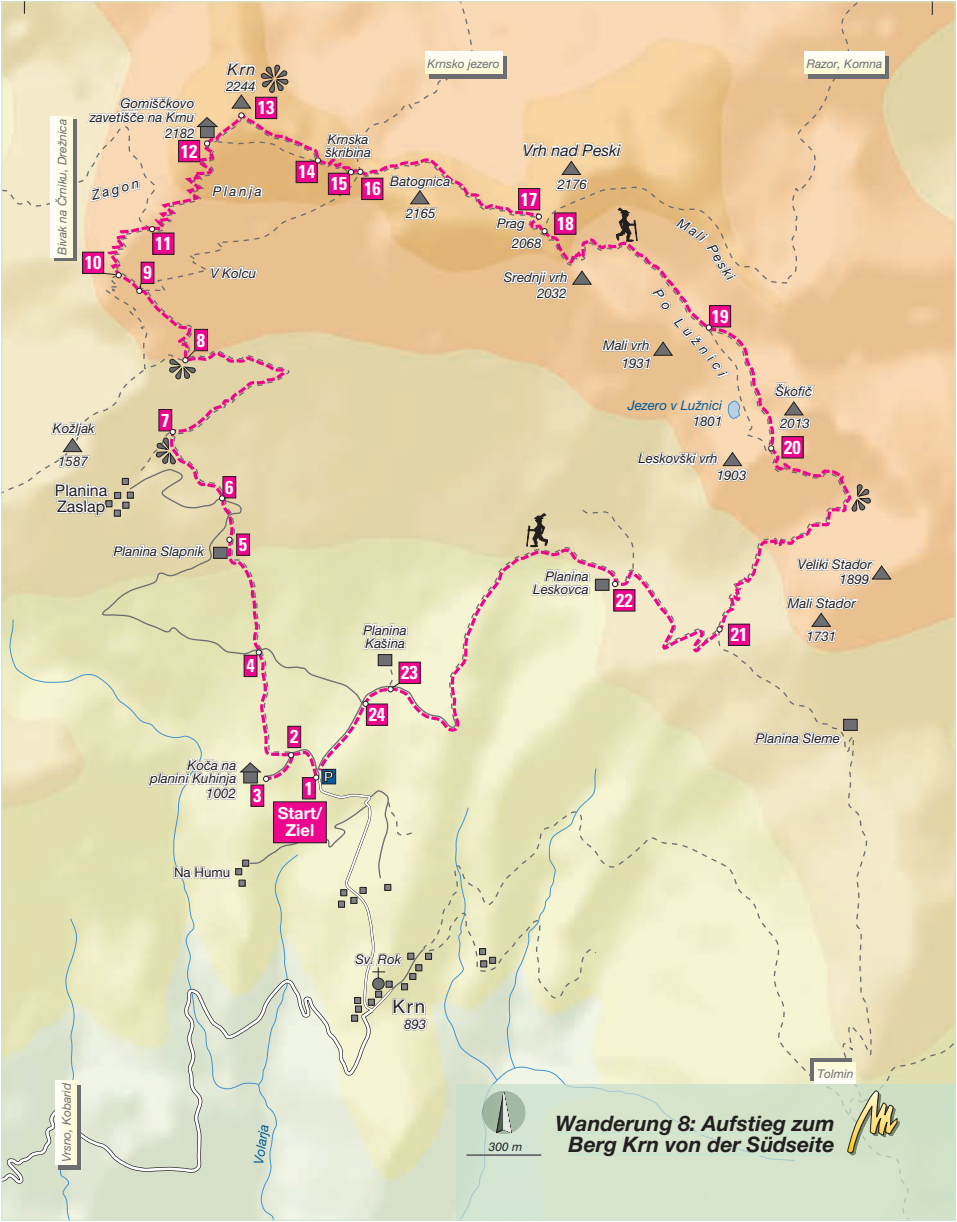 Krnsko jezero
Razor, Komna
Krn
2244
13
Gomiščkovo
zavetišče na Krnu
2182
12
Bivak na Črniku, Drežnica
Zagon
Planja
Krnska
škribina
14
15
16
Batognica
2165
Vrh nad Peski
2176
17
18
Prag
2068
Mali Peski
11
10
9
V Kolcu
Srednji vrh
2032
Po Lužnici
19
8
Mali vrh
1931
Jezero v Lužnici
1801
Škofič
2013
7
Kožljak
1587
20
Leskovški vrh
1903
Planina
Zaslap
6
5
Planina Slapnik
Planina
Leskovca
22
Veliki Stador
1899
Mali Stador
1731
21
Planina
Kašina
4
23
24
2
Koča na
planini Kuhinja
1002
3
1
P
Start/
Ziel
Planina Sleme
Na Humu
Sv. Rok
Krn
893
Tolmin
Vrsno, Kobarid
Volarja
300 m
Wanderung 8: Aufstieg zum
Berg Krn von der Südseite